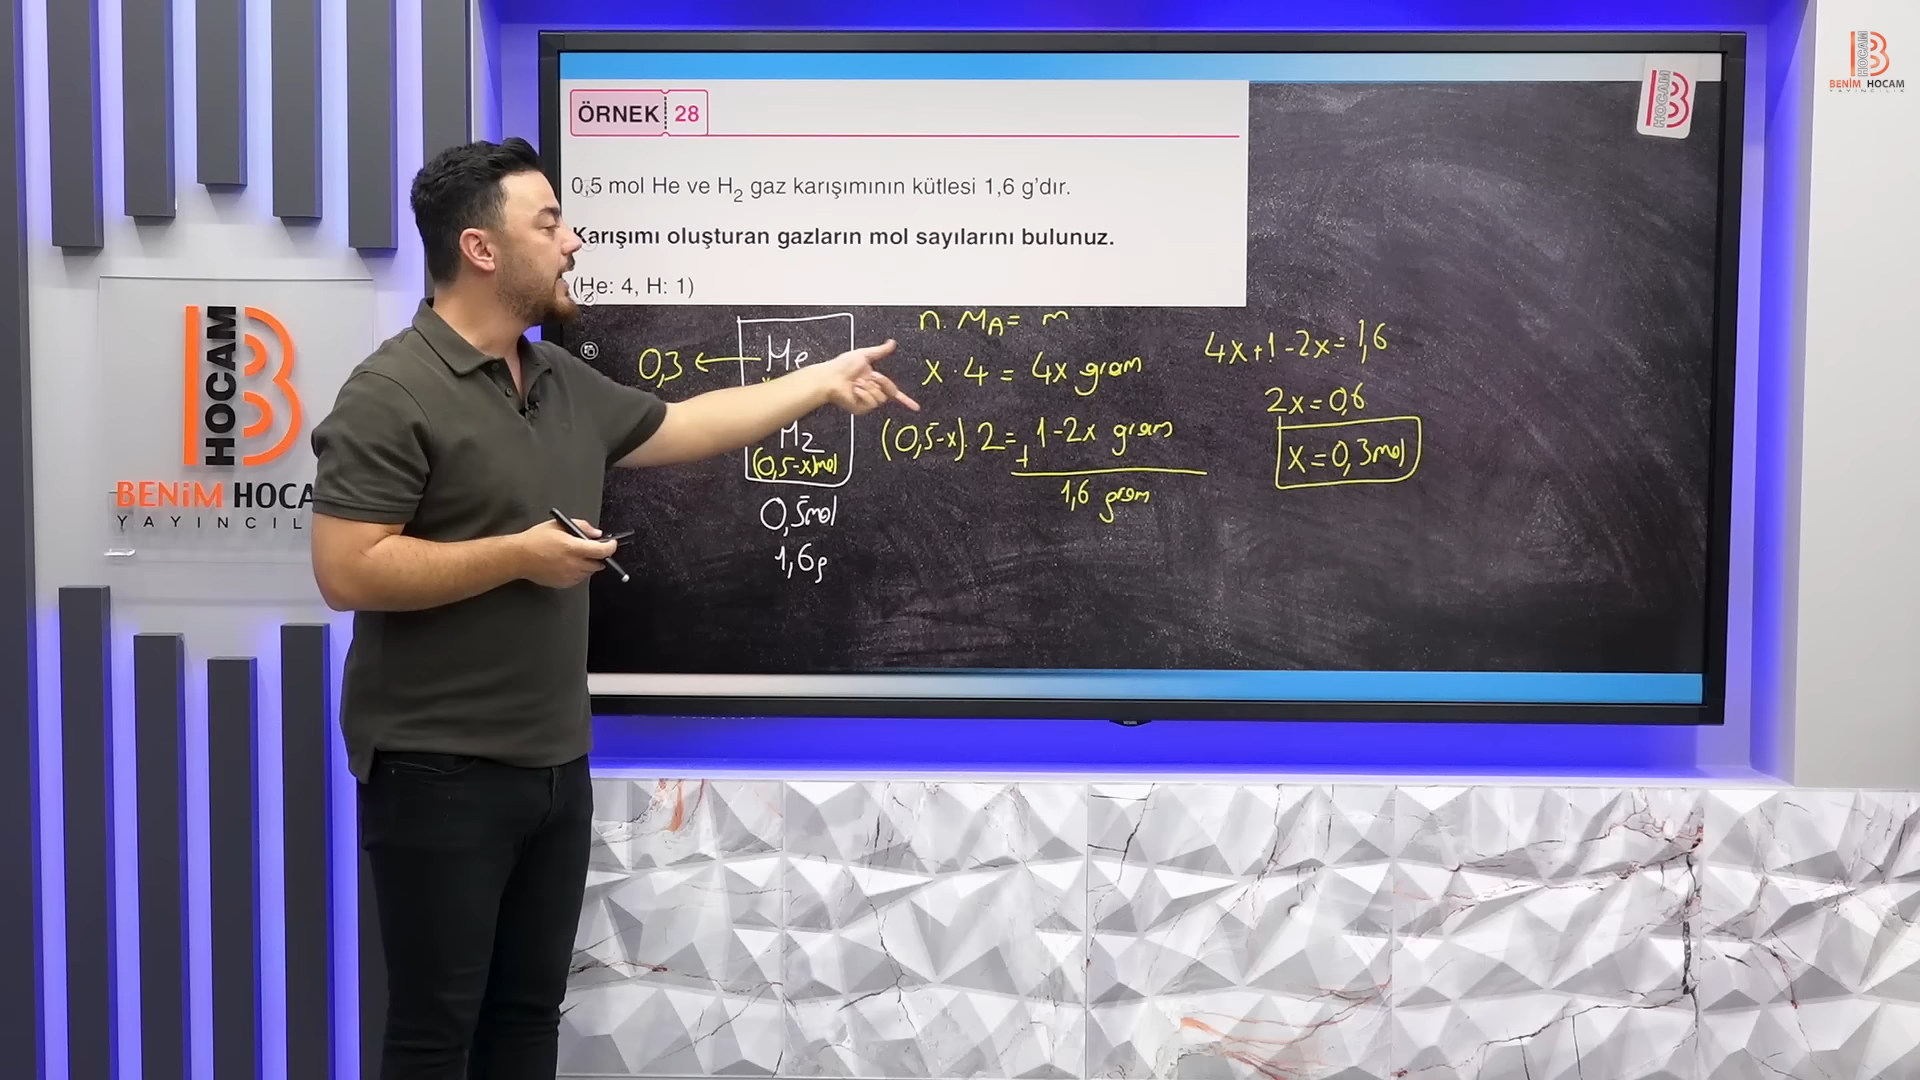 ÖRNEK 28
0,5 mol He ve H2 gaz karışımının kütlesi 1,6 g'dır.
Karışımı oluşturan gazların mol sayılarını bulunuz.
(He: 4, H: 1)
n. MA = m
0,3 ← He
x . 4 = 4x gram
H2
(0,5-x)mol
(0,5-x). 2 = 1-2x gram
+
1,6 gram
0,5mol
1,6g
4x+1-2x=1,6
2x=0,6
x=0,3mol
B HOCAM
BENİM HOCAM
YAYINCILIK
HOCAM
HOCAM
BENİM HOCA
YAYINCIL